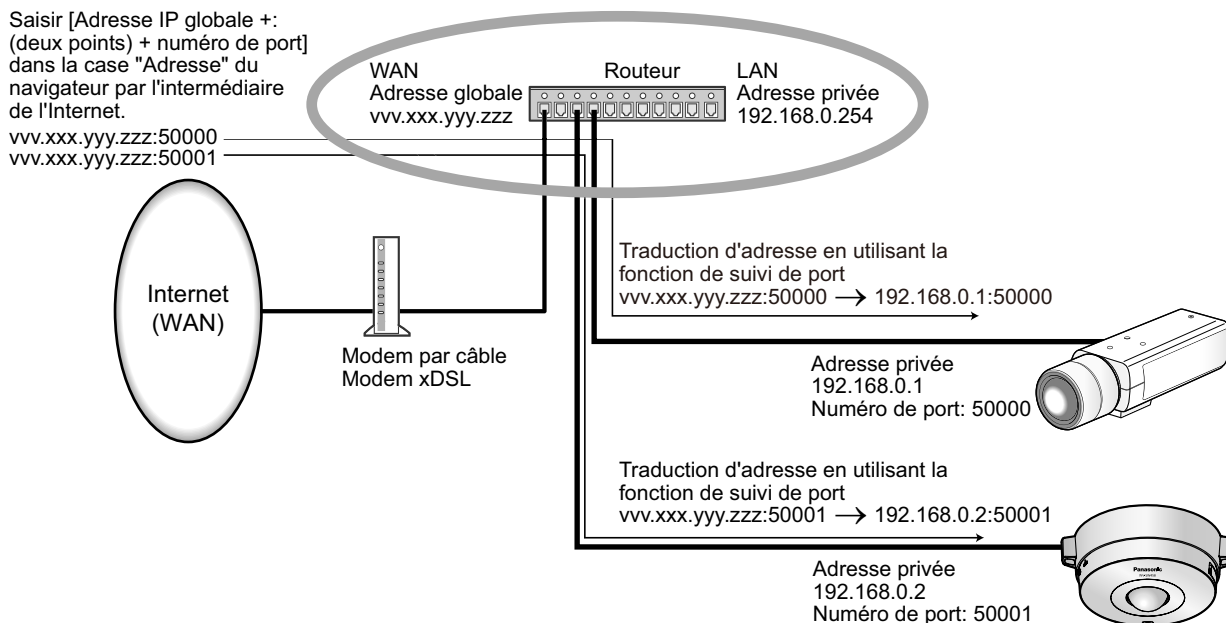 Saisir [Adresse IP globale +:
(deux points) + numéro de port]
dans la case "Adresse" du
navigateur par l'intermédiaire
de l'Internet.
vvv.xxx.yyy.zzz:50000
vvv.xxx.yyy.zzz:50001
WAN
Adresse globale
vvv.xxx.yyy.zzz
Routeur
LAN
Adresse privée
192.168.0.254
Internet
(WAN)
Modem par câble
Modem xDSL
Traduction d'adresse en utilisant la
fonction de suivi de port
vvv.xxx.yyy.zzz:50000 → 192.168.0.1:50000
Adresse privée
192.168.0.1
Numéro de port: 50000
Traduction d'adresse en utilisant la
fonction de suivi de port
vvv.xxx.yyy.zzz:50001 → 192.168.0.2:50001
Adresse privée
192.168.0.2
Numéro de port: 50001
Panasonic